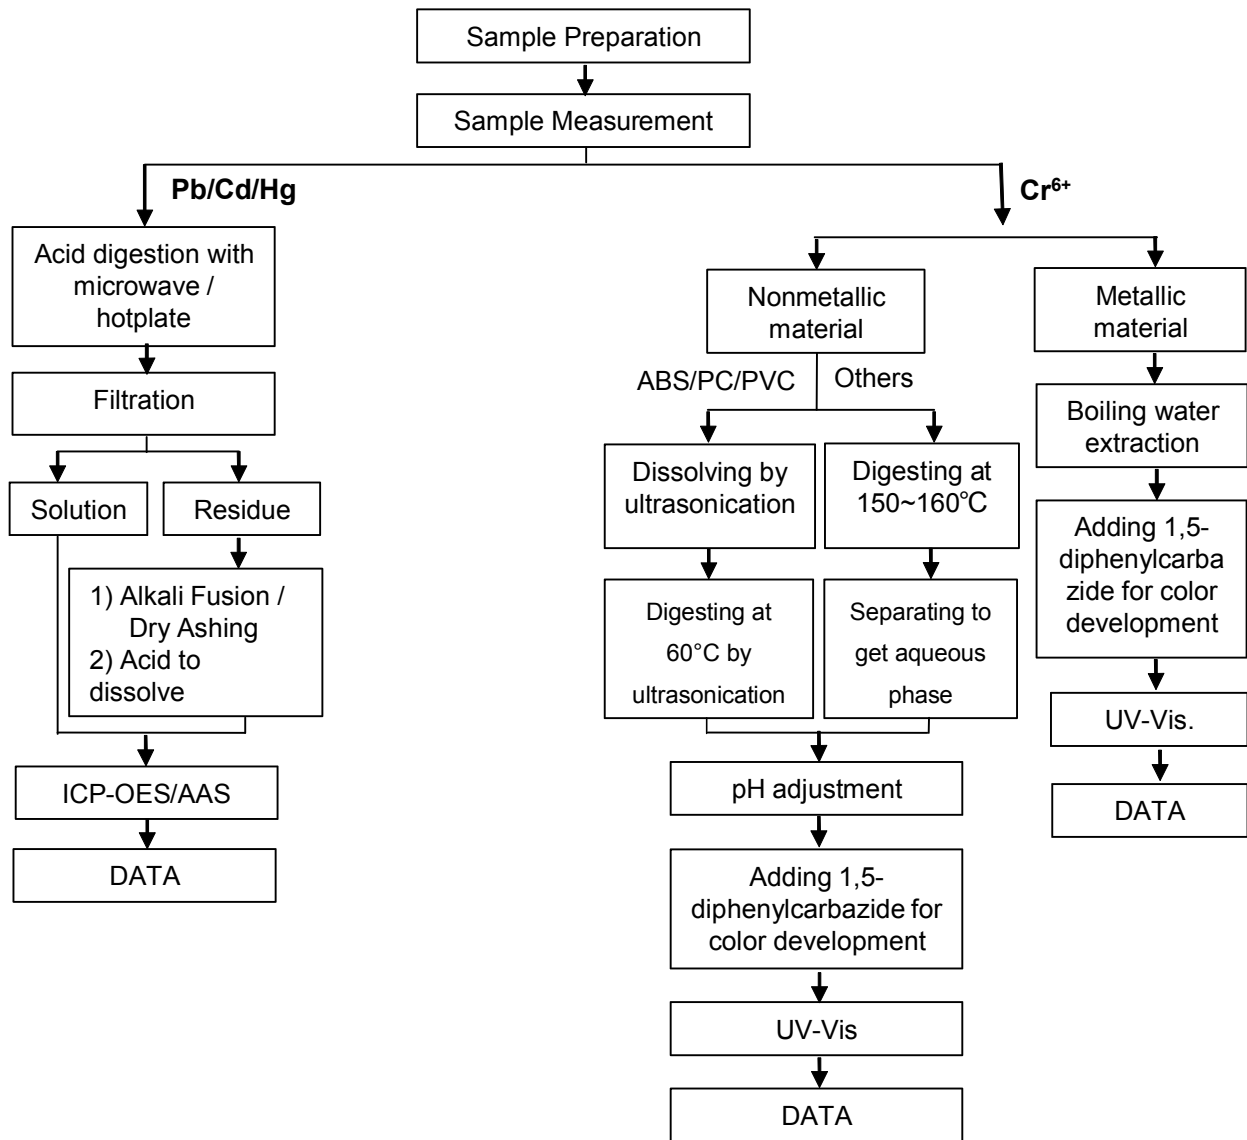 Sample Preparation
Sample Measurement
Pb/Cd/Hg
Cr⁶⁺
Acid digestion with
microwave /
hotplate
Filtration
Solution
Residue
1) Alkali Fusion /
Dry Ashing
2) Acid to
dissolve
ICP-OES/AAS
DATA
Nonmetallic
material
ABS/PC/PVC
Others
Dissolving by
ultrasonication
Digesting at
150~160℃
Digesting at
60°C by
ultrasonication
Separating to
get aqueous
phase
pH adjustment
Adding 1,5-
diphenylcarbazide for
color development
UV-Vis
DATA
Metallic
material
Boiling water
extraction
Adding 1,5-
diphenylcarba
zide for color
development
UV-Vis.
DATA